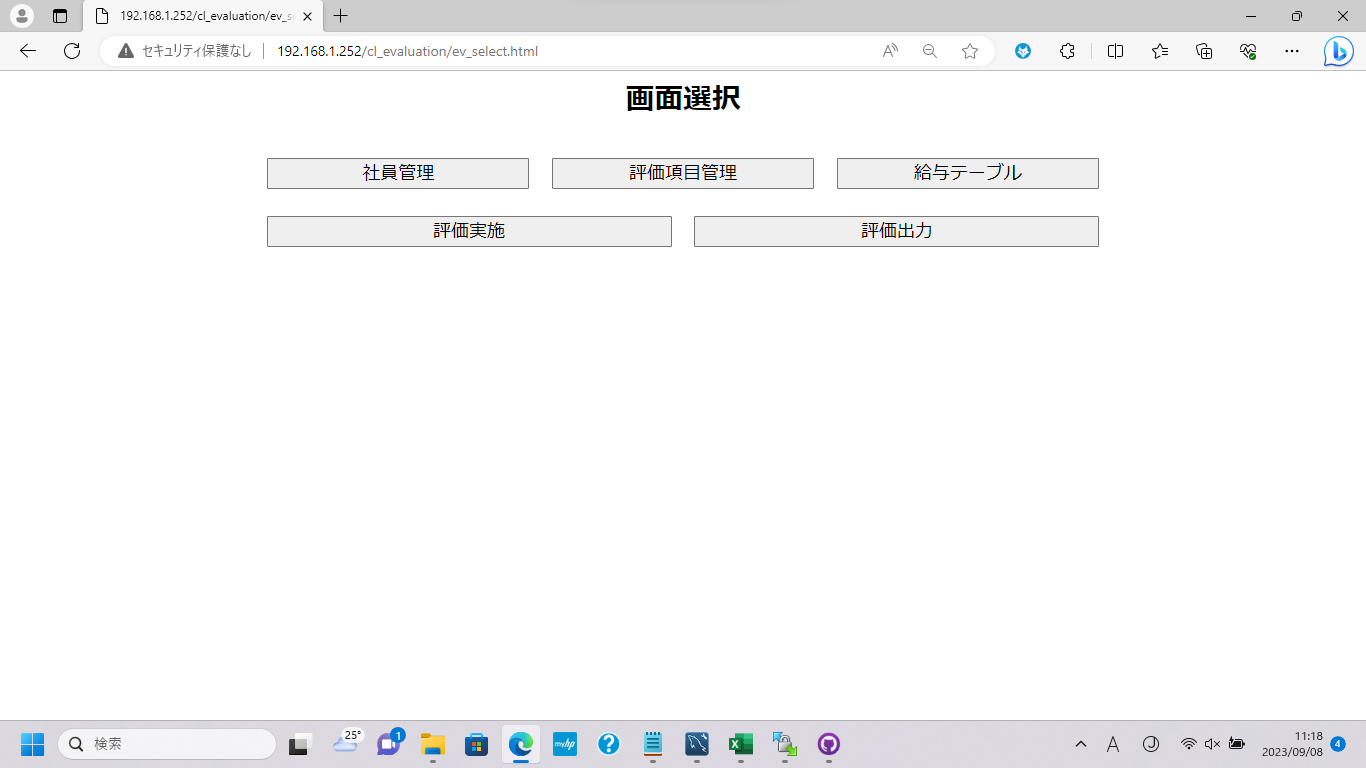 192.168.1.252/cl_evaluation/ev_s
セキュリティ保護なし 192.168.1.252/cl_evaluation/ev_select.html
画面選択
社員管理 評価項目管理 給与テーブル
評価実施 評価出力
検索 25° 1 myhp A J 11:18
2023/09/08 4